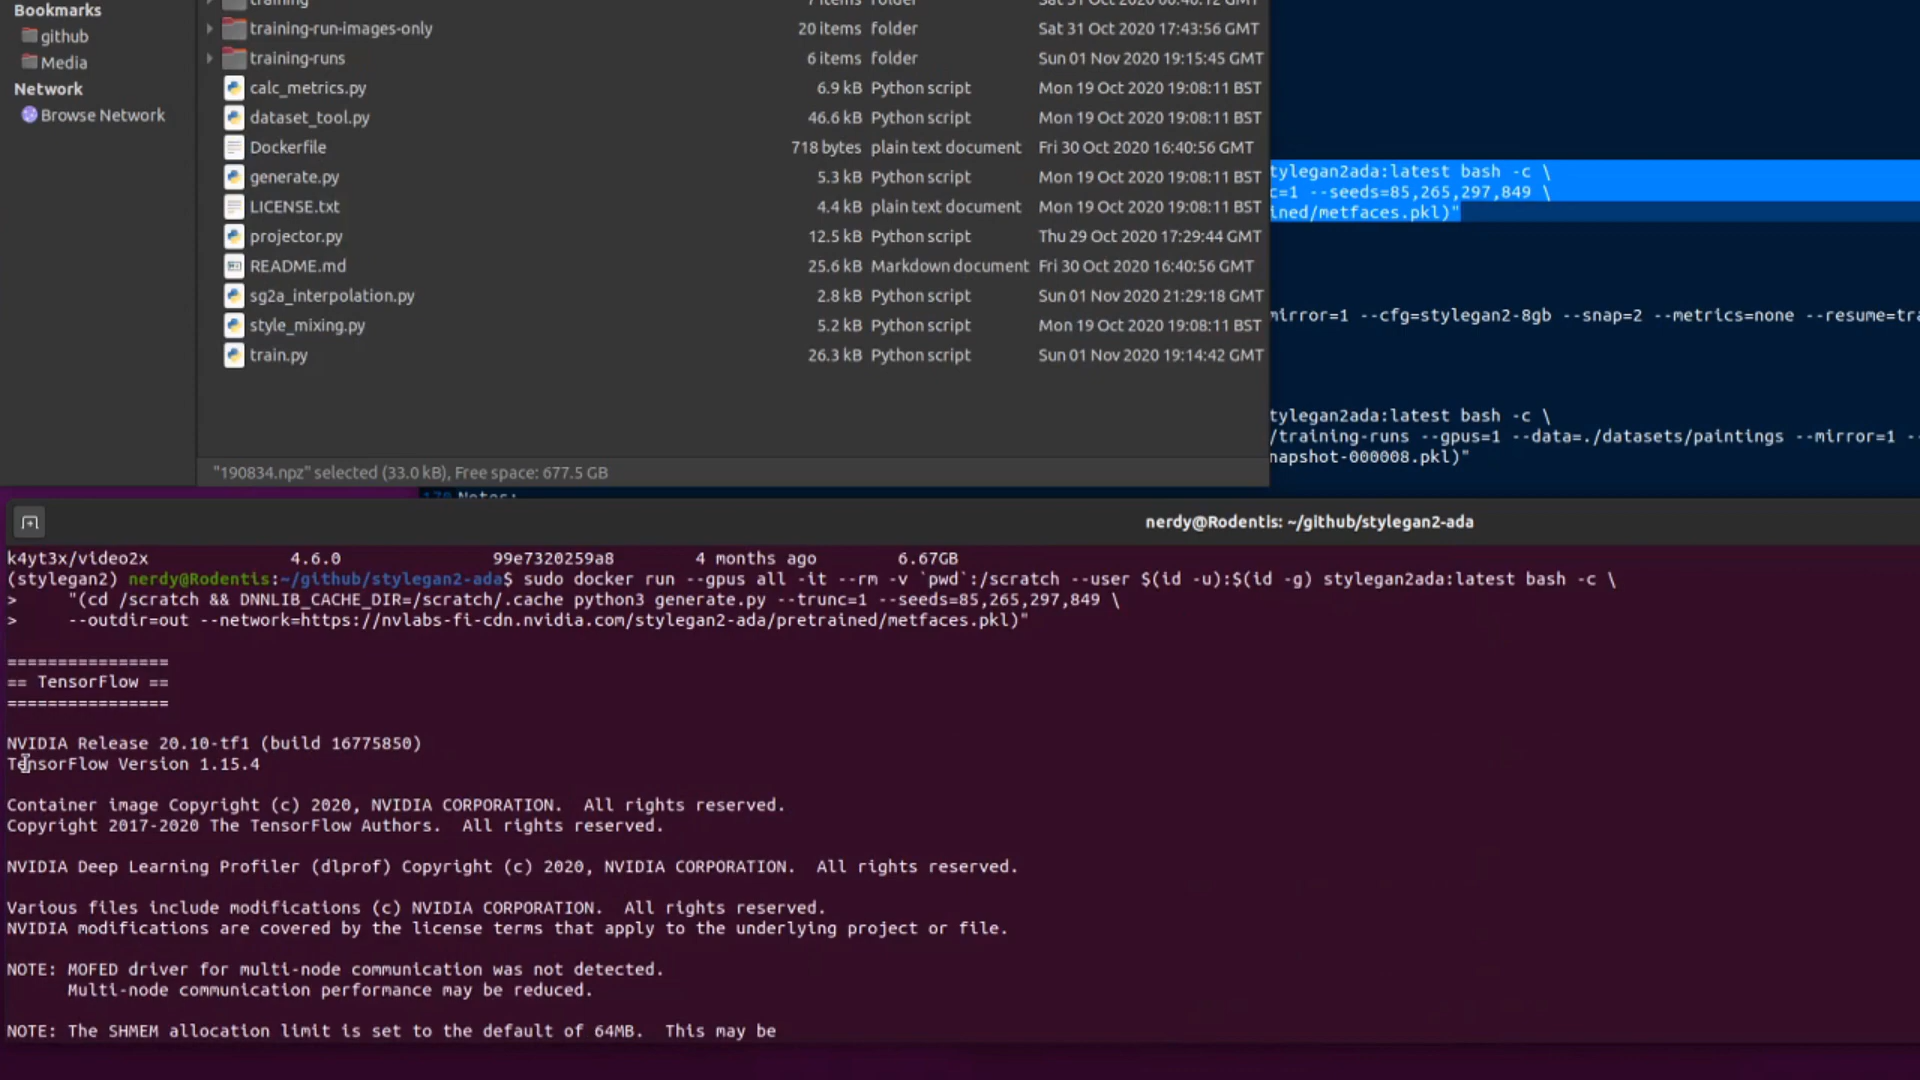 Bookmarks
github
Media
Network
Browse Network
training 7 items folder Sat 31 Oct 2020 00:40:12 GMT
training-run-images-only 20 items folder Sat 31 Oct 2020 17:43:56 GMT
training-runs 6 items folder Sun 01 Nov 2020 19:15:45 GMT
calc_metrics.py 6.9 kB Python script Mon 19 Oct 2020 19:08:11 BST
dataset_tool.py 46.6 kB Python script Mon 19 Oct 2020 19:08:11 BST
Dockerfile 718 bytes plain text document Fri 30 Oct 2020 16:40:56 GMT
generate.py 5.3 kB Python script Mon 19 Oct 2020 19:08:11 BST
LICENSE.txt 4.4 kB plain text document Mon 19 Oct 2020 19:08:11 BST
projector.py 12.5 kB Python script Thu 29 Oct 2020 17:29:44 GMT
README.md 25.6 kB Markdown document Fri 30 Oct 2020 16:40:56 GMT
sg2a_interpolation.py 2.8 kB Python script Sun 01 Nov 2020 21:29:18 GMT
style_mixing.py 5.2 kB Python script Mon 19 Oct 2020 19:08:11 BST
train.py 26.3 kB Python script Sun 01 Nov 2020 19:14:42 GMT
"190834.npz" selected (33.0 kB), Free space: 677.5 GB
tylegan2ada:latest bash -c \
c=1 --seeds=85,265,297,849 \
ined/metfaces.pkl)"
mirror=1 --cfg=stylegan2-8gb --snap=2 --metrics=none --resume=tra
tylegan2ada:latest bash -c \
/training-runs --gpus=1 --data=./datasets/paintings --mirror=1 --
napshot-000008.pkl)"
170 Notes:
nerdy@Rodentis: ~/github/stylegan2-ada
k4yt3x/video2x 4.6.0 99e7320259a8 4 months ago 6.67GB
(stylegan2) nerdy@Rodentis:~/github/stylegan2-ada$ sudo docker run --gpus all -it --rm -v `pwd`:/scratch --user $(id -u):$(id -g) stylegan2ada:latest bash -c \
> "(cd /scratch && DNNLIB_CACHE_DIR=/scratch/.cache python3 generate.py --trunc=1 --seeds=85,265,297,849 \
> --outdir=out --network=https://nvlabs-fi-cdn.nvidia.com/stylegan2-ada/pretrained/metfaces.pkl)"
================
== TensorFlow ==
================
NVIDIA Release 20.10-tf1 (build 16775850)
TensorFlow Version 1.15.4
Container image Copyright (c) 2020, NVIDIA CORPORATION. All rights reserved.
Copyright 2017-2020 The TensorFlow Authors. All rights reserved.
NVIDIA Deep Learning Profiler (dlprof) Copyright (c) 2020, NVIDIA CORPORATION. All rights reserved.
Various files include modifications (c) NVIDIA CORPORATION. All rights reserved.
NVIDIA modifications are covered by the license terms that apply to the underlying project or file.
NOTE: MOFED driver for multi-node communication was not detected.
Multi-node communication performance may be reduced.
NOTE: The SHMEM allocation limit is set to the default of 64MB. This may be